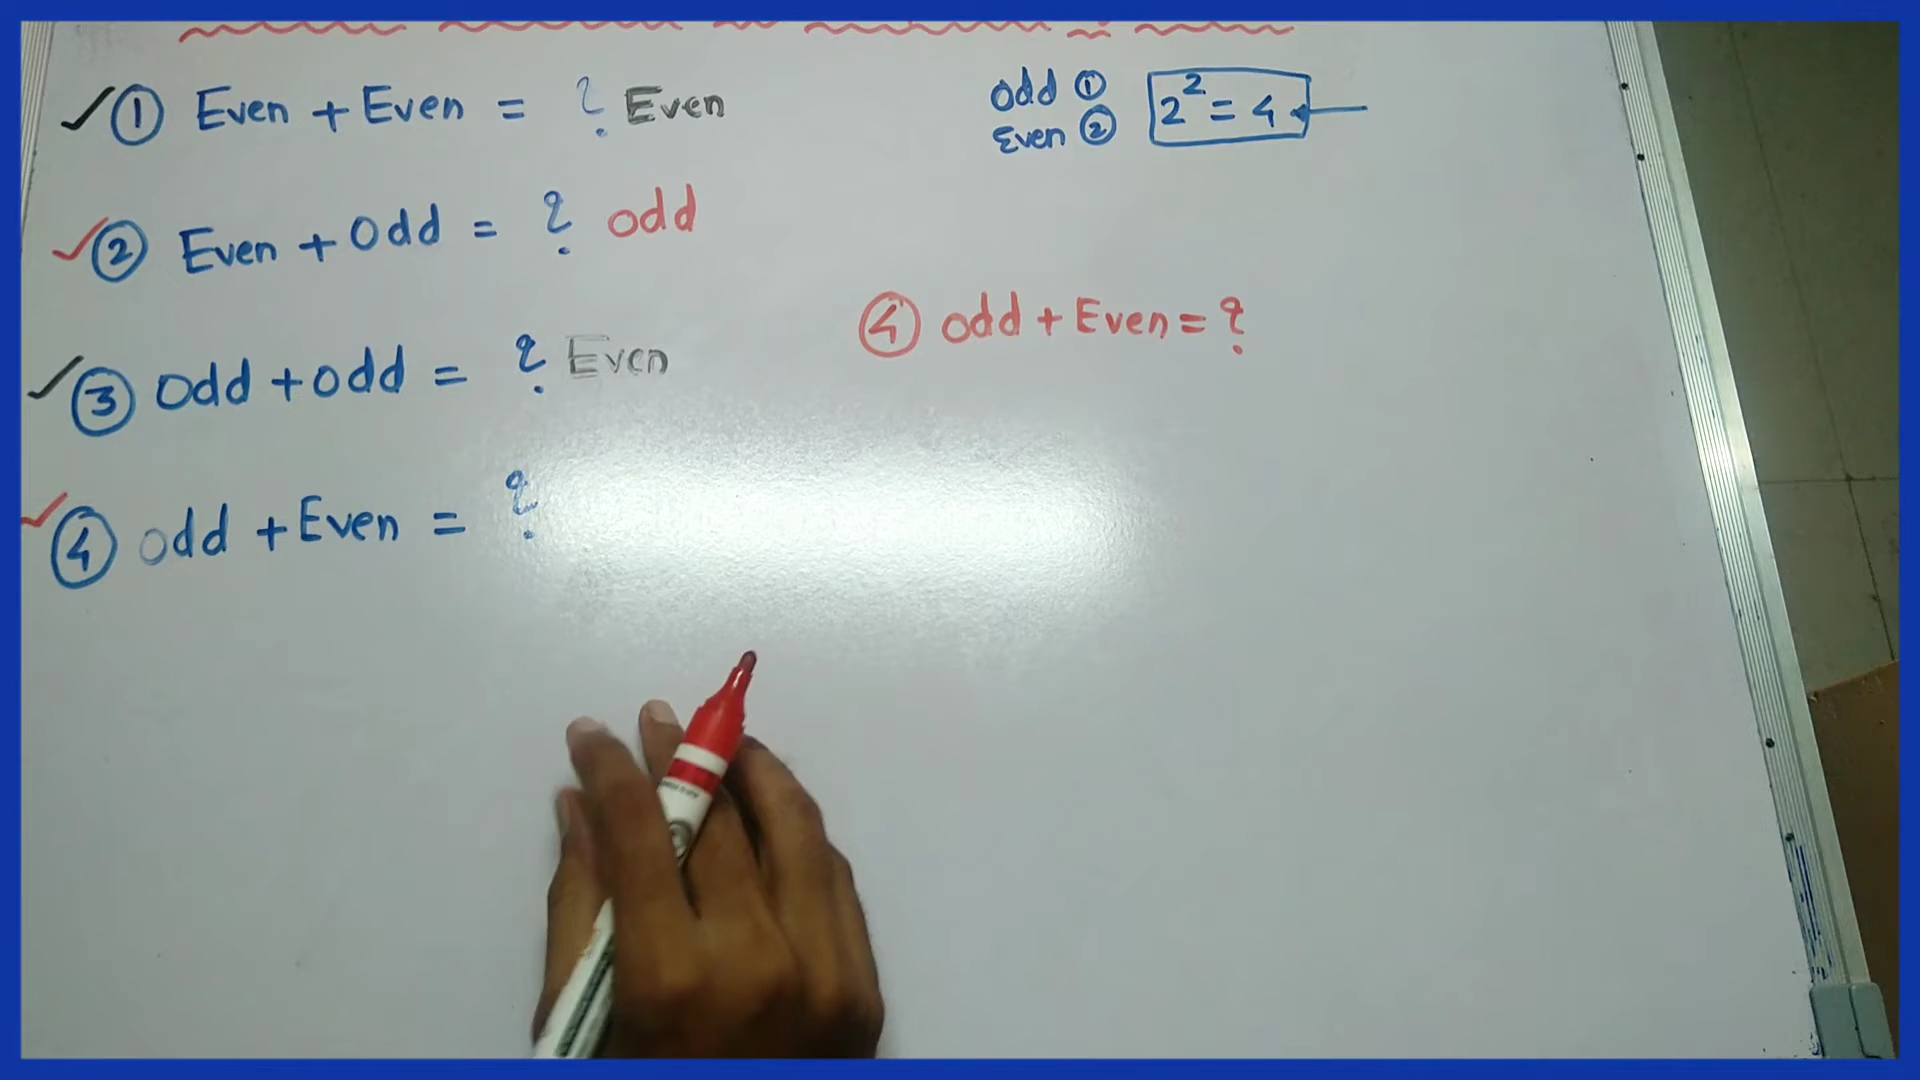 ① Even + Even = ? Even
odd ①
Even ②
2² = 4
② Even + Odd = ? odd
③ Odd + odd = ? Even
④ odd + Even = ?
④ odd + Even = ?